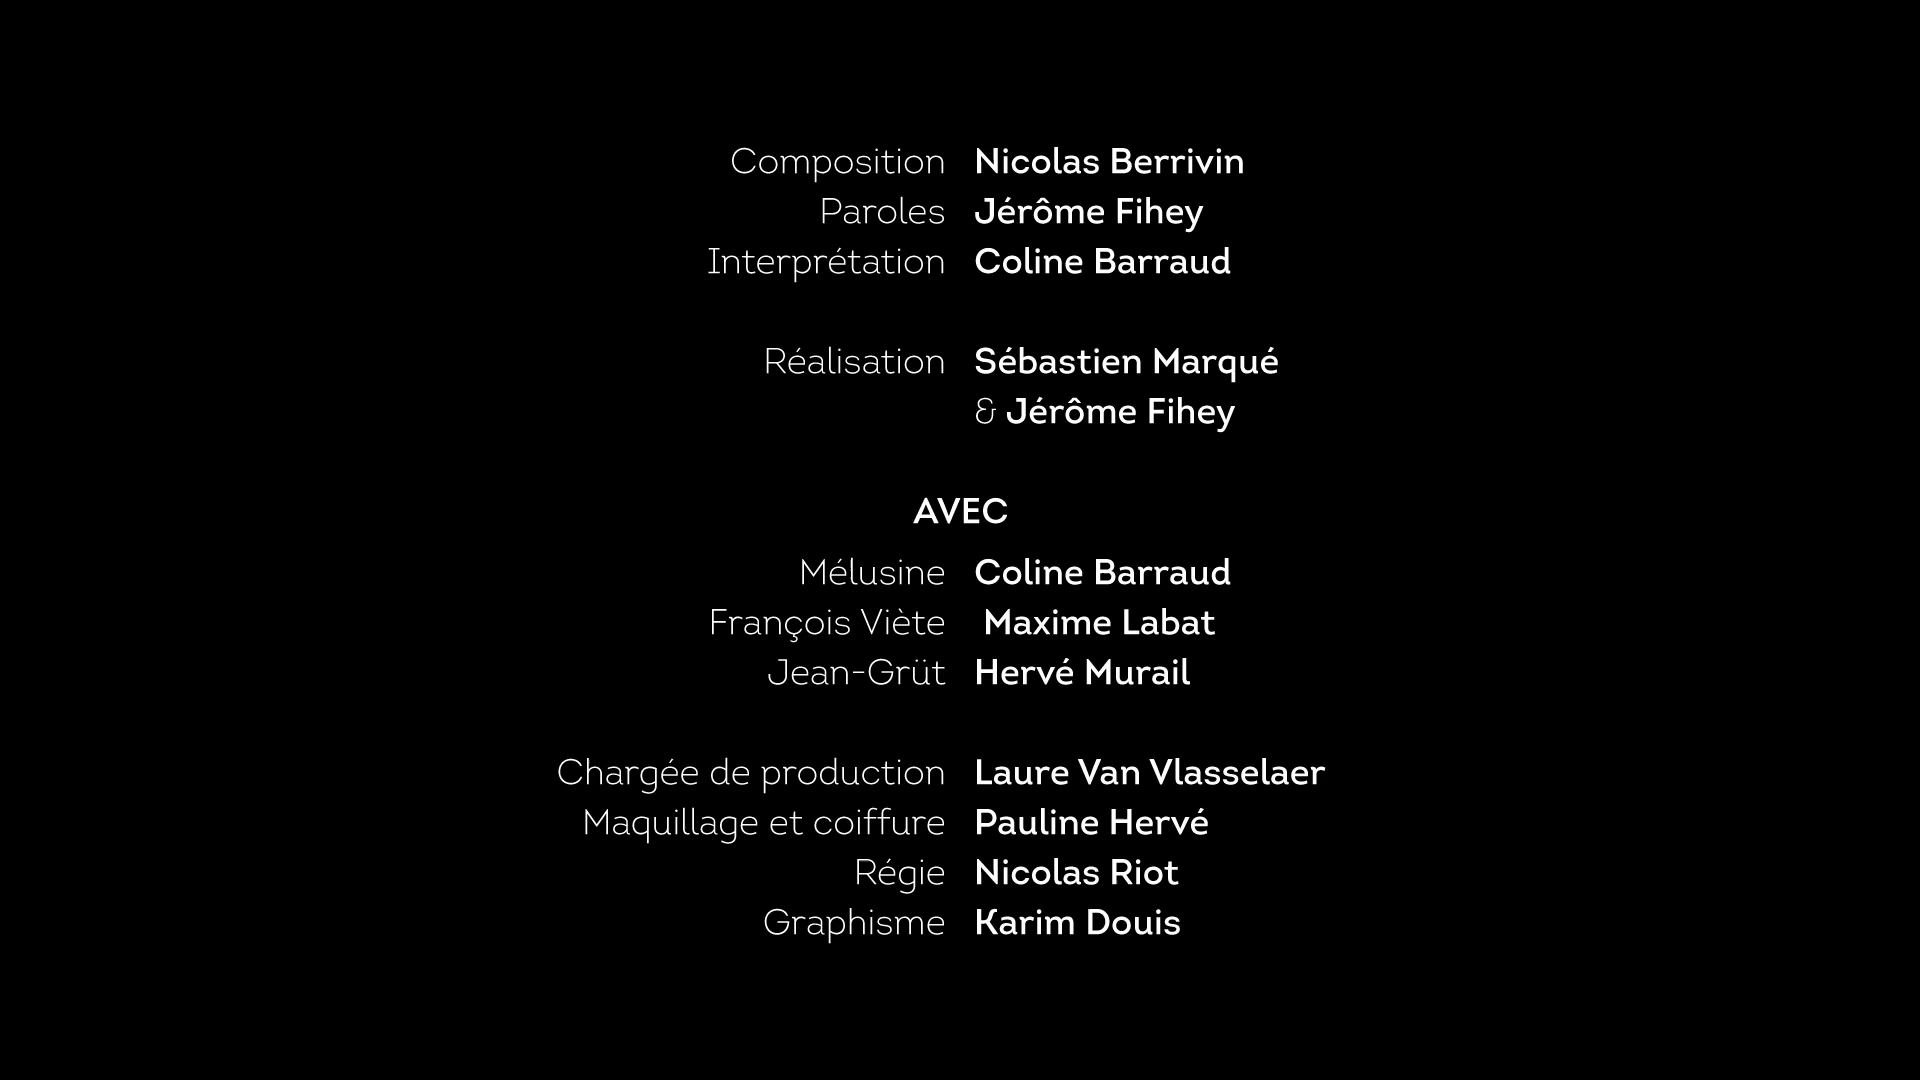 Composition Nicolas Berrivin
Paroles Jérôme Fihey
Interprétation Coline Barraud
Réalisation Sébastien Marqué
& Jérôme Fihey
AVEC
Mélusine Coline Barraud
François Viète Maxime Labat
Jean-Grüt Hervé Murail
Chargée de production Laure Van Vlasselaer
Maquillage et coiffure Pauline Hervé
Régie Nicolas Riot
Graphisme Karim Douis